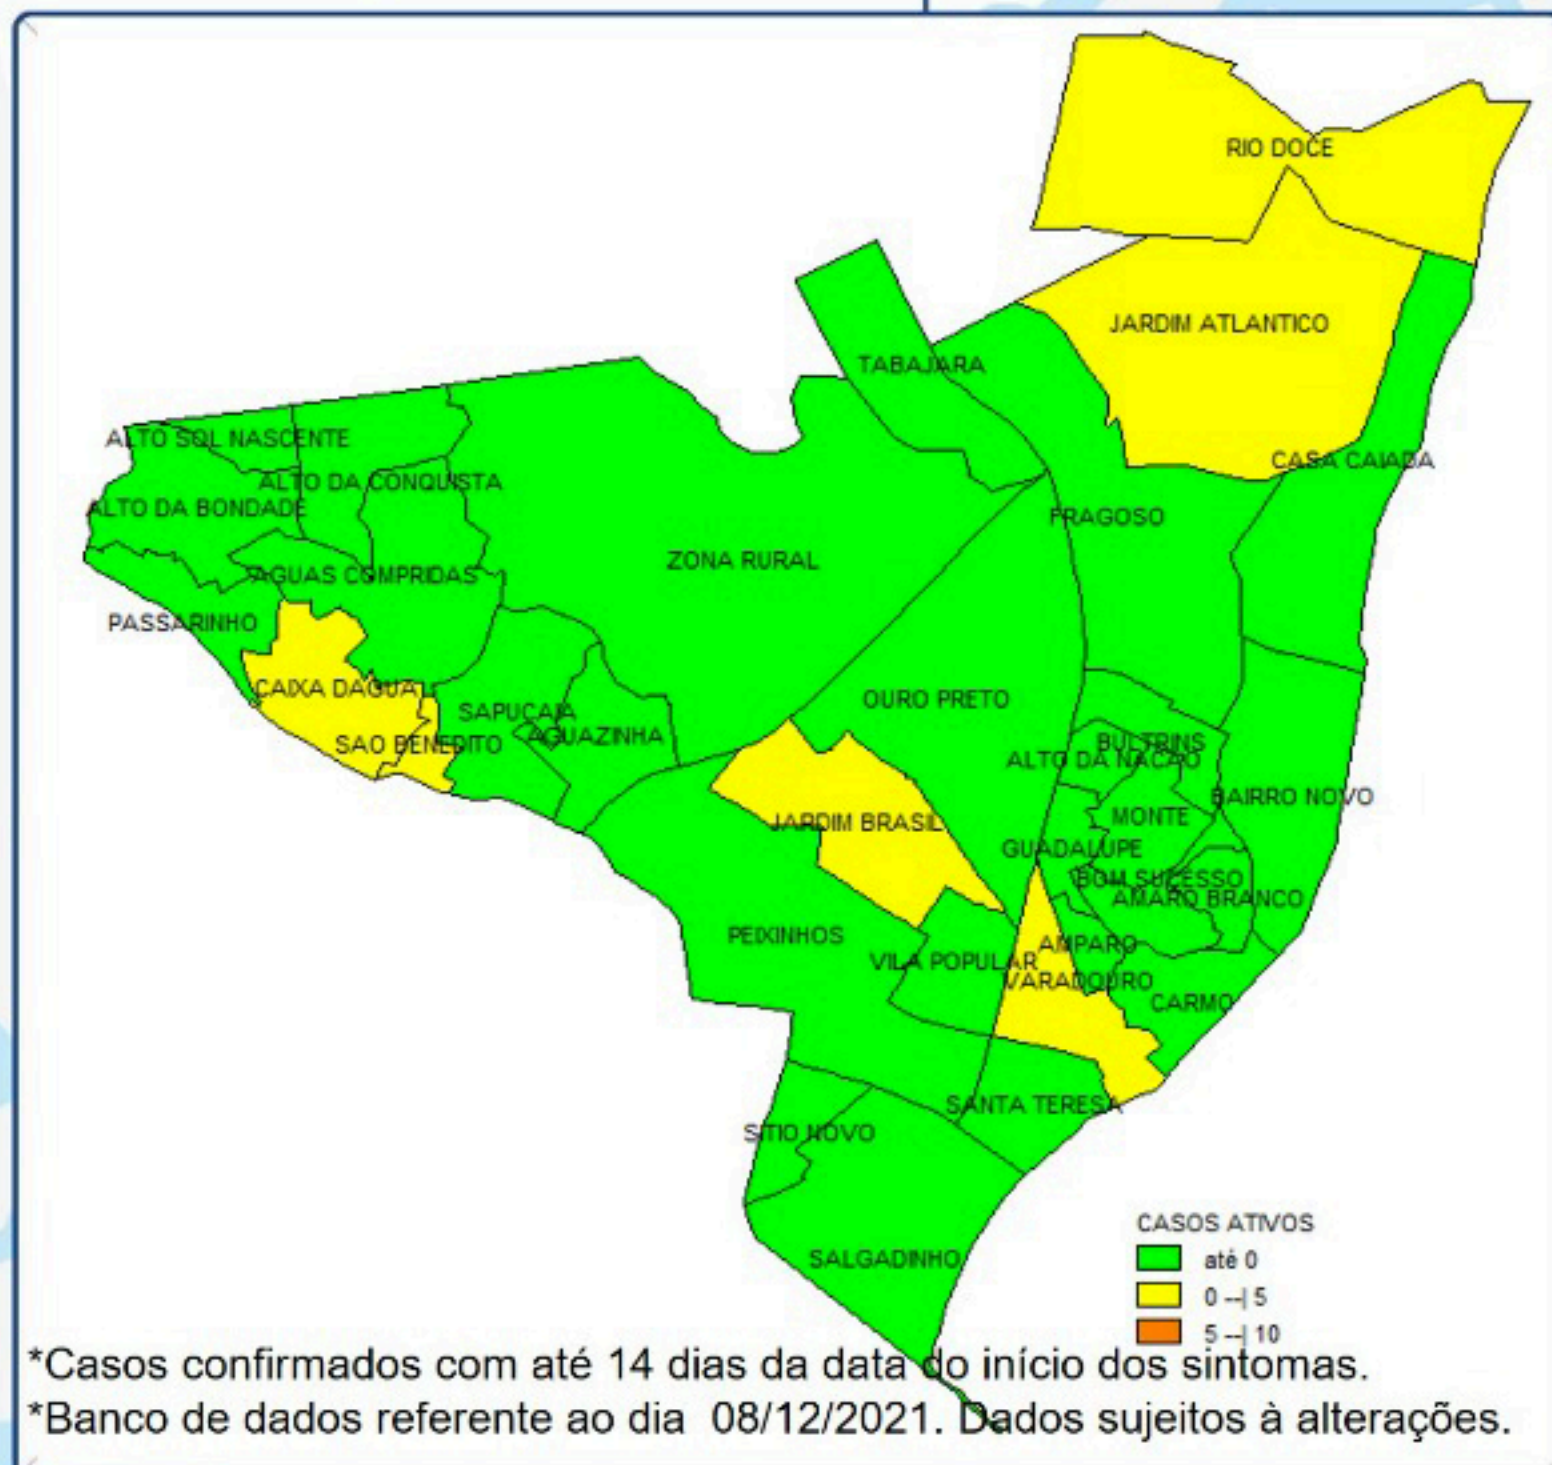 RIO DOCE
JARDIM ATLANTICO
TABAJARA
ALTO SOL NASCENTE
CASA CAIADA
ALTO DA CONQUISTA
ALTO DA BONDADE
FRAGOSO
ZONA RURAL
AGUAS COMPRIDAS
PASSARINHO
CAIXA DAGUA
OURO PRETO
SAPUCAIA
AGUAZINHA
SAO BENEDITO
BULTRINS
ALTO DA NACAO
BAIRRO NOVO
MONTE
JARDIM BRASIL
GUADALUPE
BOM SUCESSO
AMARO BRANCO
PEIXINHOS
AMPARO
VILA POPULAR
VARADOURO
CARMO
SANTA TERESA
SITIO NOVO
SALGADINHO
CASOS ATIVOS
até 0
0 --| 5
5 --| 10
*Casos confirmados com até 14 dias da data do início dos sintomas.
*Banco de dados referente ao dia 08/12/2021. Dados sujeitos à alterações.